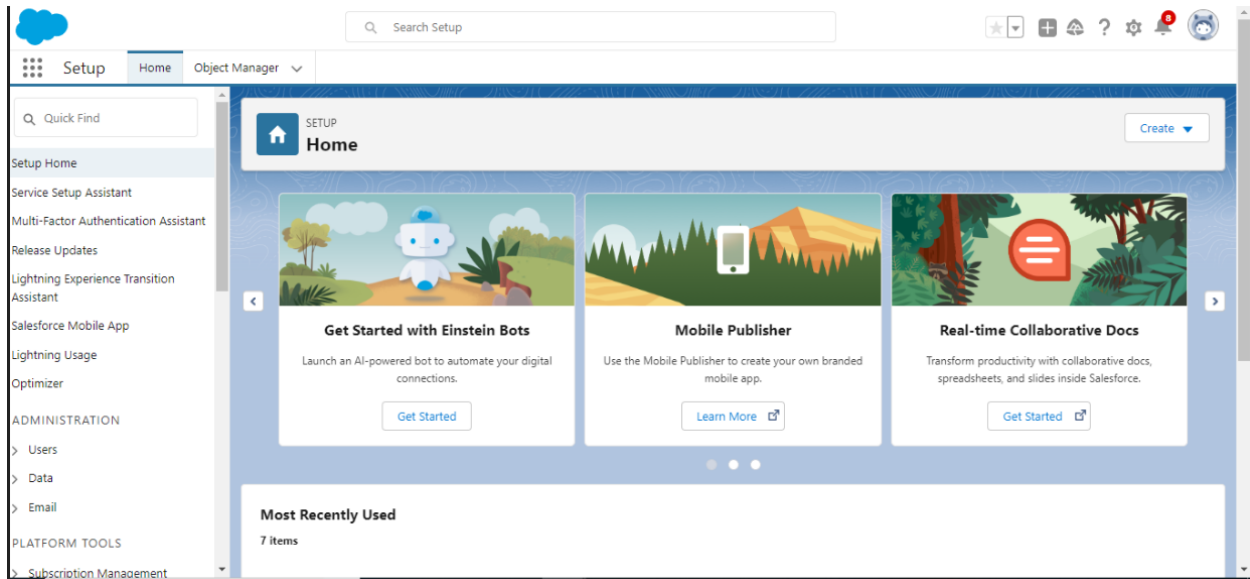 Search Setup
8
Setup
Home
Object Manager
Quick Find
Setup Home
Service Setup Assistant
Multi-Factor Authentication Assistant
Release Updates
Lightning Experience Transition
Assistant
Salesforce Mobile App
Lightning Usage
Optimizer
ADMINISTRATION
Users
Data
Email
PLATFORM TOOLS
Subscription Management
SETUP
Home
Create
Get Started with Einstein Bots
Launch an AI-powered bot to automate your digital
connections.
Get Started
Mobile Publisher
Use the Mobile Publisher to create your own branded
mobile app.
Learn More
Real-time Collaborative Docs
Transform productivity with collaborative docs,
spreadsheets, and slides inside Salesforce.
Get Started
Most Recently Used
7 items